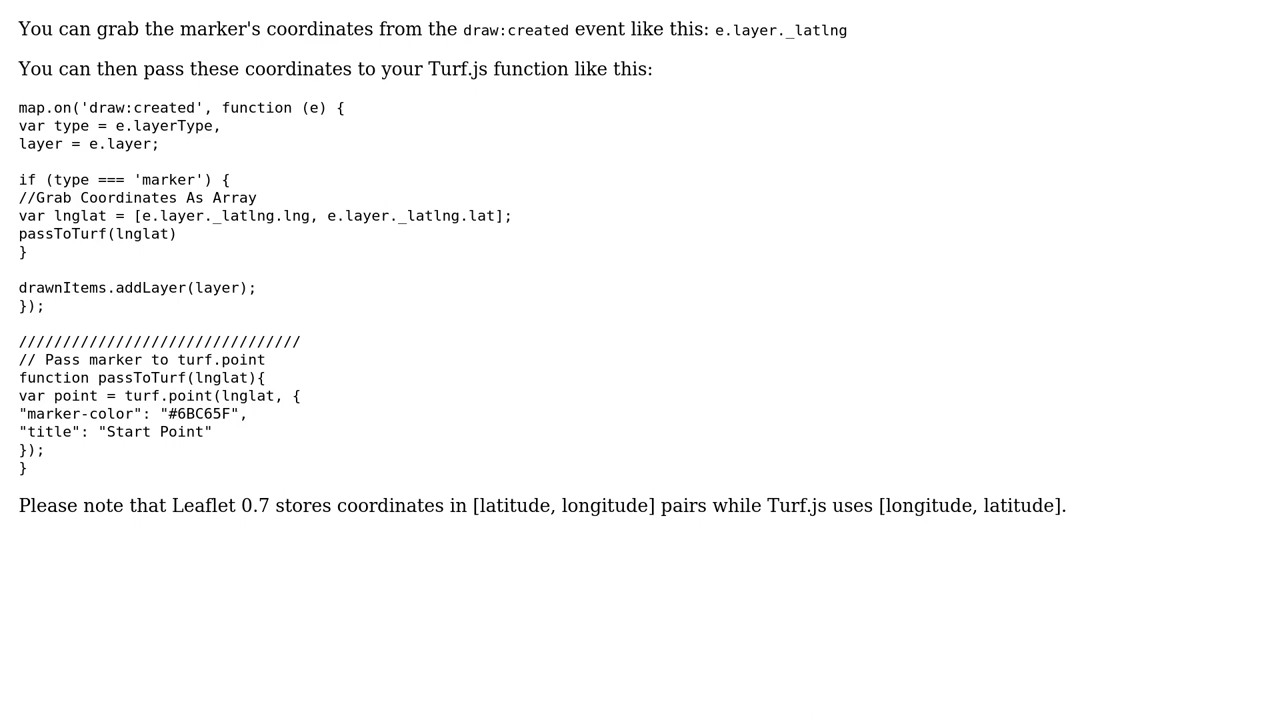 You can grab the marker's coordinates from the draw:created event like this: e.layer._latlng
You can then pass these coordinates to your Turf.js function like this:
map.on('draw:created', function (e) {
var type = e.layerType,
layer = e.layer;
if (type === 'marker') {
//Grab Coordinates As Array
var lnglat = [e.layer._latlng.lng, e.layer._latlng.lat];
passToTurf(lnglat)
}
drawnItems.addLayer(layer);
});
////////////////////////////////
// Pass marker to turf.point
function passToTurf(lnglat){
var point = turf.point(lnglat, {
"marker-color": "#6BC65F",
"title": "Start Point"
});
}
Please note that Leaflet 0.7 stores coordinates in [latitude, longitude] pairs while Turf.js uses [longitude, latitude].